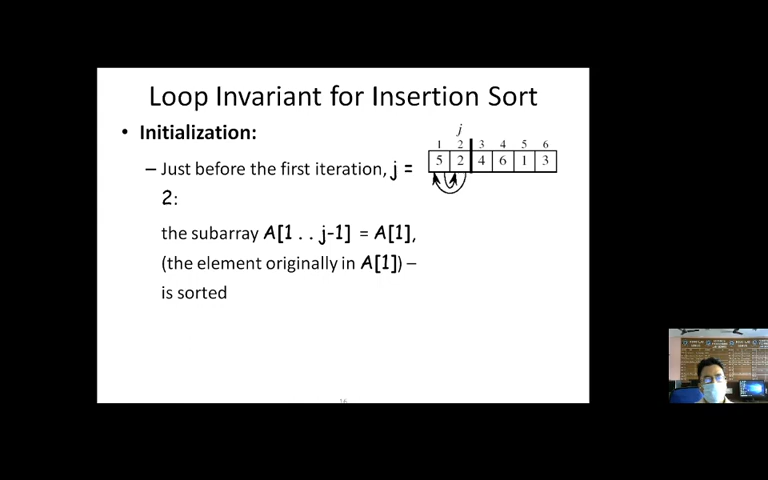 Loop Invariant for Insertion Sort
• Initialization:
– Just before the first iteration, j =
2:
the subarray A[1 . . j-1] = A[1],
(the element originally in A[1]) –
is sorted
j
1 2 3 4 5 6
5 2 4 6 1 3